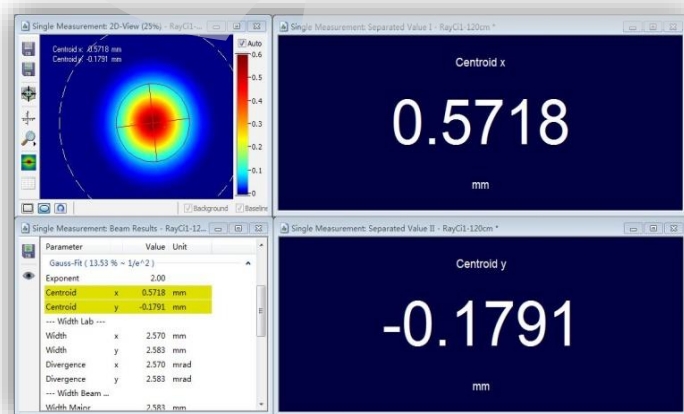 Single Measurement: 2D-View (25%) - RayCi1-...
Centroid x: 0.5718 mm
Centroid y: -0.1791 mm
Auto
0.6
0.5
0.4
0.3
0.2
0.1
0
Background
Baseline
Single Measurement: Separated Value I - RayCi1-120cm *
Centroid x
0.5718
mm
Single Measurement: Beam Results - RayCi1-12...
Parameter Value Unit
Gauss-Fit ( 13.53 % ~ 1/e^2 )
Exponent 2.00
Centroid x 0.5718 mm
Centroid y -0.1791 mm
--- Width Lab ---
Width x 2.570 mm
Width y 2.583 mm
Divergence x 2.570 mrad
Divergence y 2.583 mrad
--- Width Beam ...
Width Major 2.583 mm
Single Measurement: Separated Value II - RayCi1-120cm *
Centroid y
-0.1791
mm